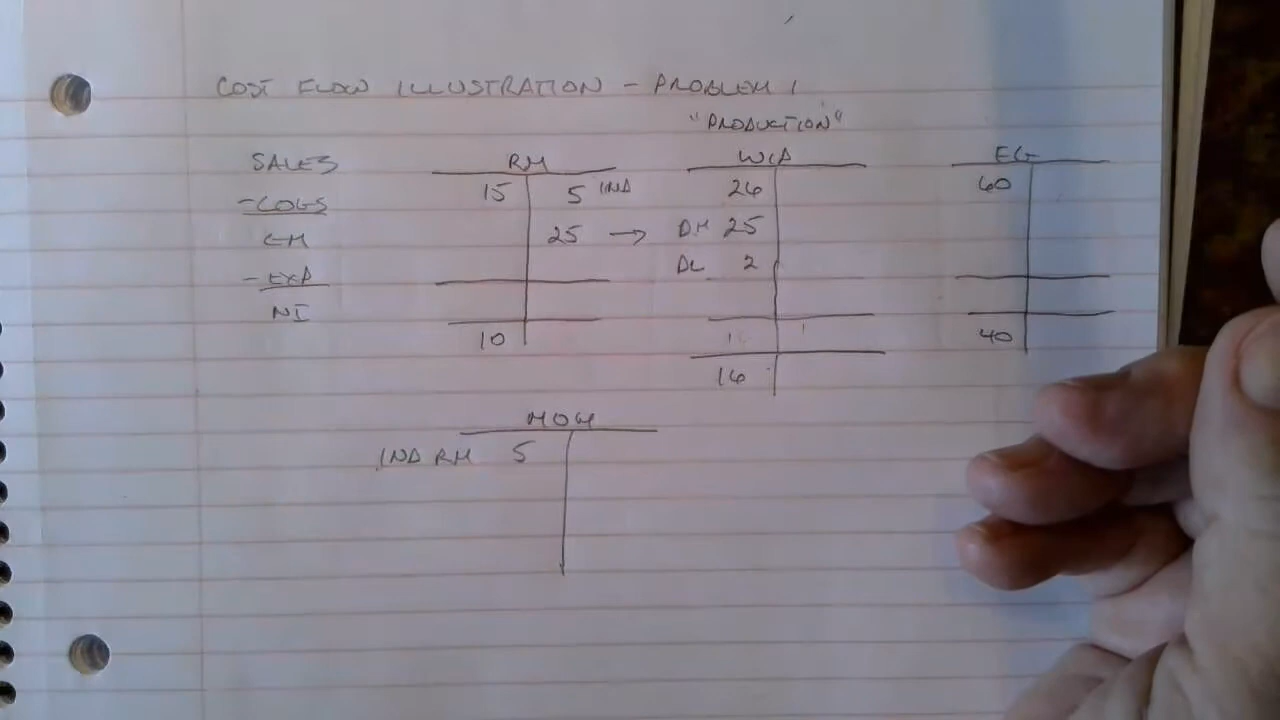 COST FLOW ILLUSTRATION - PROBLEM 1
"PRODUCTION"
SALES RM WIP FG
-COGS 15 5 IND 26 60
GM 25 → DM 25
-EXP DL 2
NI
10 40
16
MOH
IND RM 5